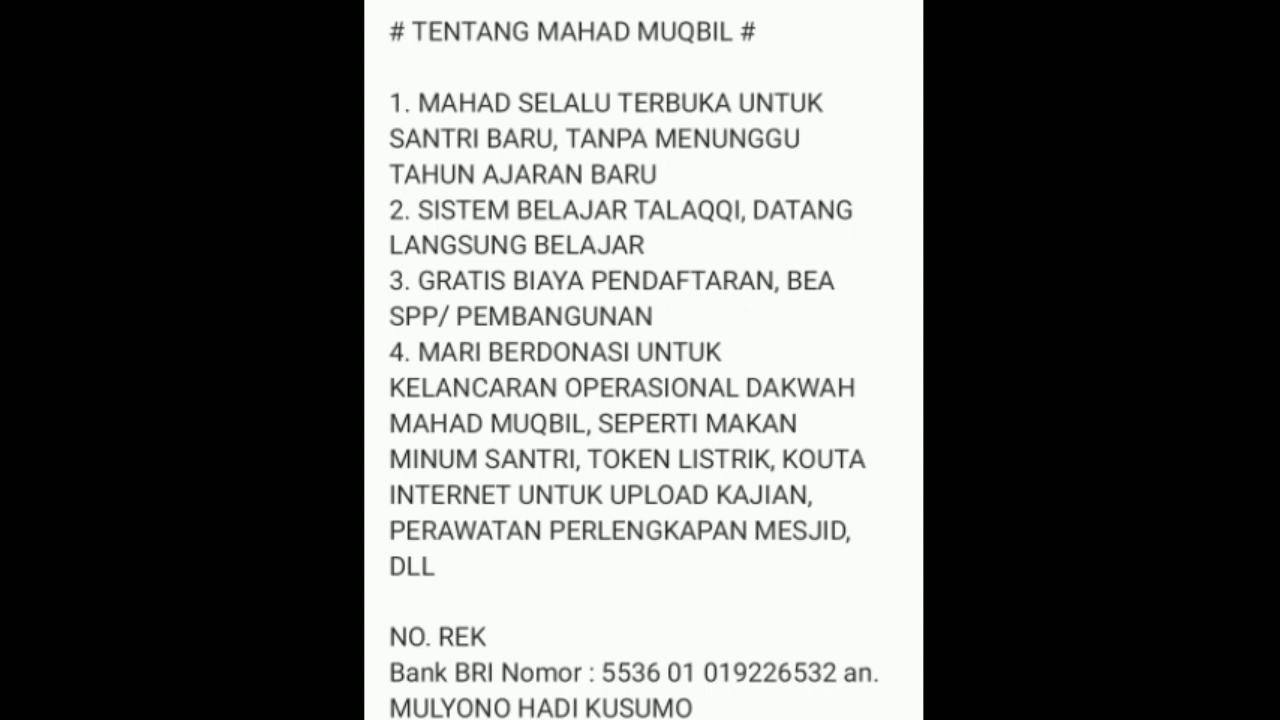 # TENTANG MAHAD MUQBIL #
1. MAHAD SELALU TERBUKA UNTUK
SANTRI BARU, TANPA MENUNGGU
TAHUN AJARAN BARU
2. SISTEM BELAJAR TALAQQI, DATANG
LANGSUNG BELAJAR
3. GRATIS BIAYA PENDAFTARAN, BEA
SPP/ PEMBANGUNAN
4. MARI BERDONASI UNTUK
KELANCARAN OPERASIONAL DAKWAH
MAHAD MUQBIL, SEPERTI MAKAN
MINUM SANTRI, TOKEN LISTRIK, KOUTA
INTERNET UNTUK UPLOAD KAJIAN,
PERAWATAN PERLENGKAPAN MESJID,
DLL
NO. REK
Bank BRI Nomor : 5536 01 019226532 an.
MULYONO HADI KUSUMO